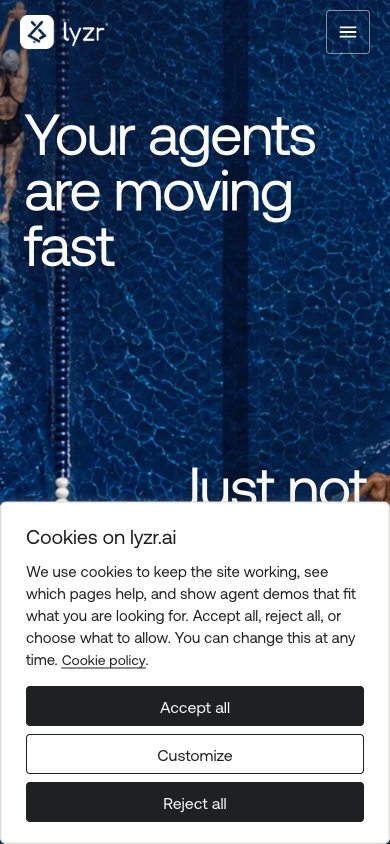 lyzr
Your agents
are moving
fast
Just not
Cookies on lyzr.ai
We use cookies to keep the site working, see
which pages help, and show agent demos that fit
what you are looking for. Accept all, reject all, or
choose what to allow. You can change this at any
time. Cookie policy.
Accept all
Customize
Reject all